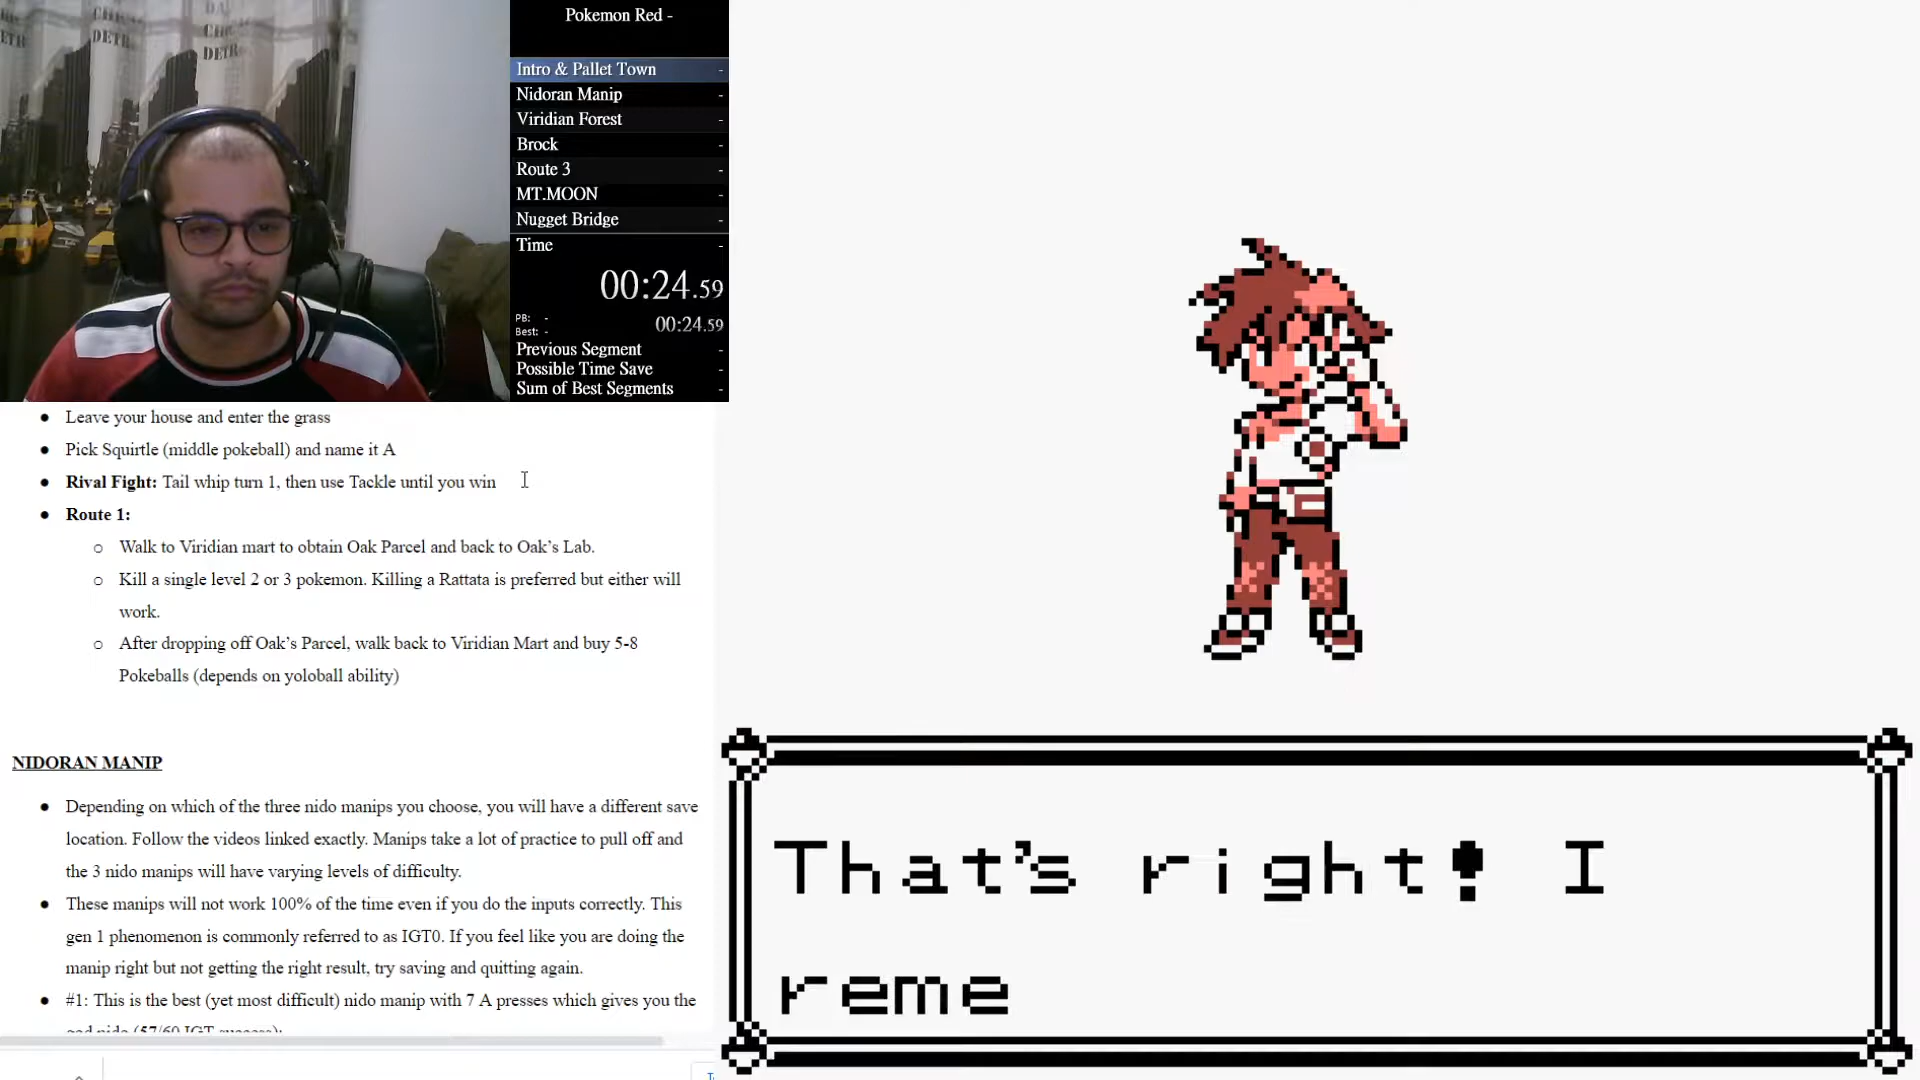 Pokemon Red -
Intro & Pallet Town -
Nidoran Manip -
Viridian Forest -
Brock -
Route 3 -
MT.MOON -
Nugget Bridge -
Time -
00:24.59
PB: -
Best: -
00:24.59
Previous Segment -
Possible Time Save -
Sum of Best Segments -
DETR
CHIC
DETR
• Leave your house and enter the grass
• Pick Squirtle (middle pokeball) and name it A
• Rival Fight: Tail whip turn 1, then use Tackle until you win
• Route 1:
o Walk to Viridian mart to obtain Oak Parcel and back to Oak’s Lab.
o Kill a single level 2 or 3 pokemon. Killing a Rattata is preferred but either will
work.
o After dropping off Oak’s Parcel, walk back to Viridian Mart and buy 5-8
Pokeballs (depends on yoloball ability)
NIDORAN MANIP
• Depending on which of the three nido manips you choose, you will have a different save
location. Follow the videos linked exactly. Manips take a lot of practice to pull off and
the 3 nido manips will have varying levels of difficulty.
• These manips will not work 100% of the time even if you do the inputs correctly. This
gen 1 phenomenon is commonly referred to as IGT0. If you feel like you are doing the
manip right but not getting the right result, try saving and quitting again.
• #1: This is the best (yet most difficult) nido manip with 7 A presses which gives you the
god nido (57/60 IGT success):
That's right! I
reme